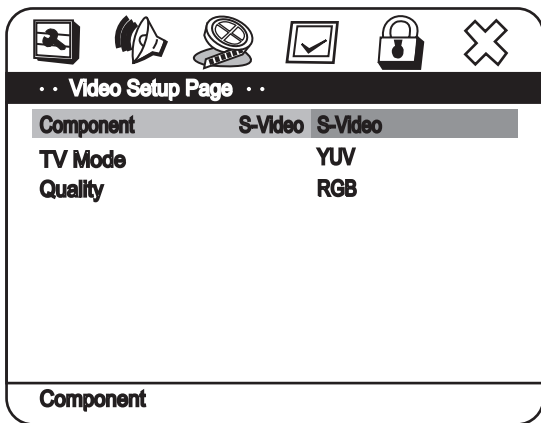 ·· Video Setup Page ··
Component S-Video S-Video
TV Mode YUV
Quality RGB
Component